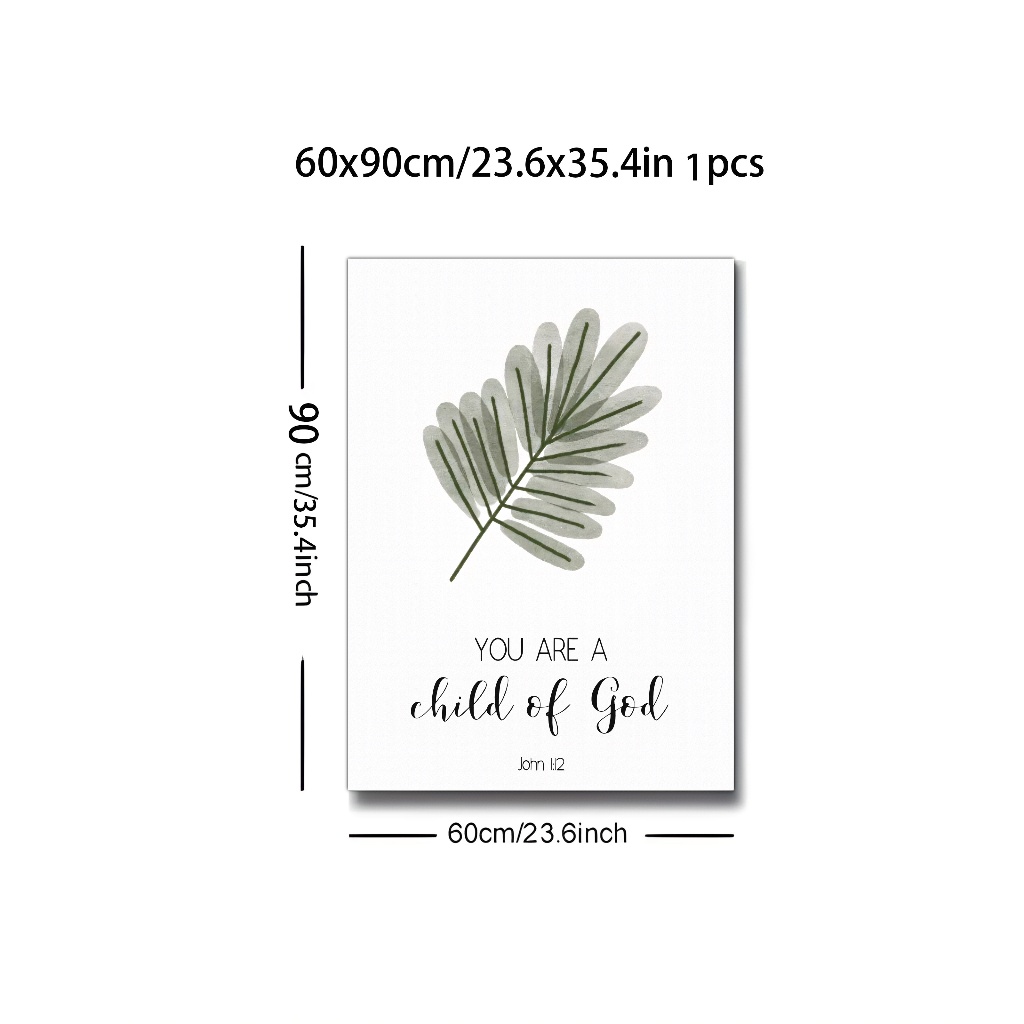 60x90cm/23.6x35.4in 1pcs
90 cm/35.4inch
YOU ARE A
child of God
John 1:12
60cm/23.6inch